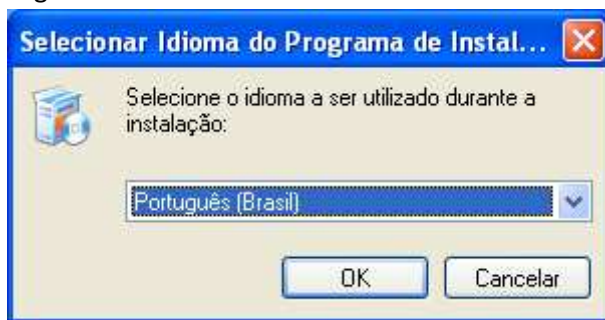 Selecionar Idioma do Programa de Instal...
Selecione o idioma a ser utilizado durante a
instalação:
Português (Brasil)
OK Cancelar